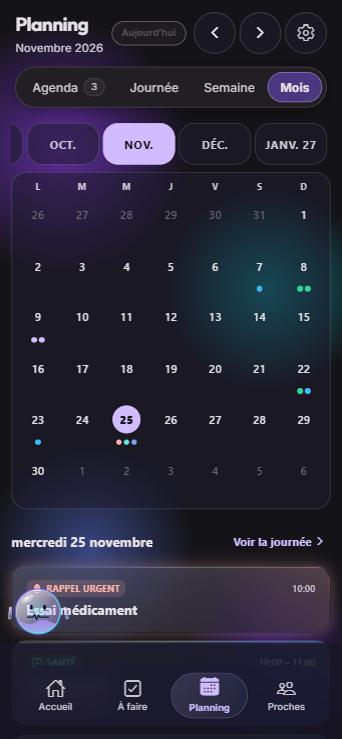 Planning
Novembre 2026
Aujourd'hui
Agenda 3 Journée Semaine Mois
OCT. NOV. DÉC. JANV. 27
L M M J V S D
26 27 28 29 30 31 1
2 3 4 5 6 7 8
9 10 11 12 13 14 15
16 17 18 19 20 21 22
23 24 25 26 27 28 29
30 1 2 3 4 5 6
mercredi 25 novembre Voir la journée
RAPPEL URGENT 10:00
Essai médicament
SANTÉ 10:00 – 11:00
Accueil À faire Planning Proches